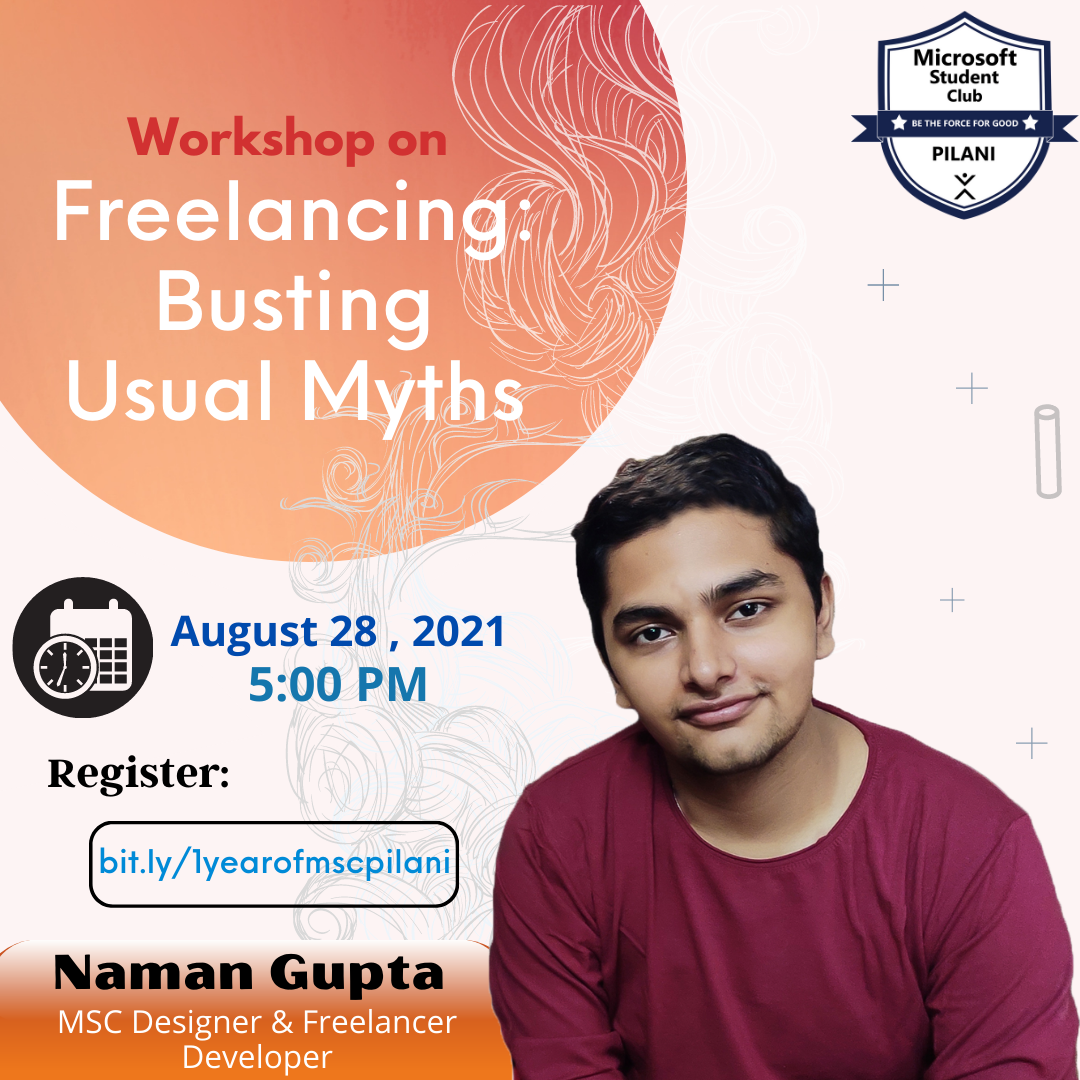 Microsoft
Student
Club
BE THE FORCE FOR GOOD
PILANI
Workshop on
Freelancing:
Busting
Usual Myths
August 28 , 2021
5:00 PM
Register:
bit.ly/1yearofmscpilani
Naman Gupta
MSC Designer & Freelancer
Developer